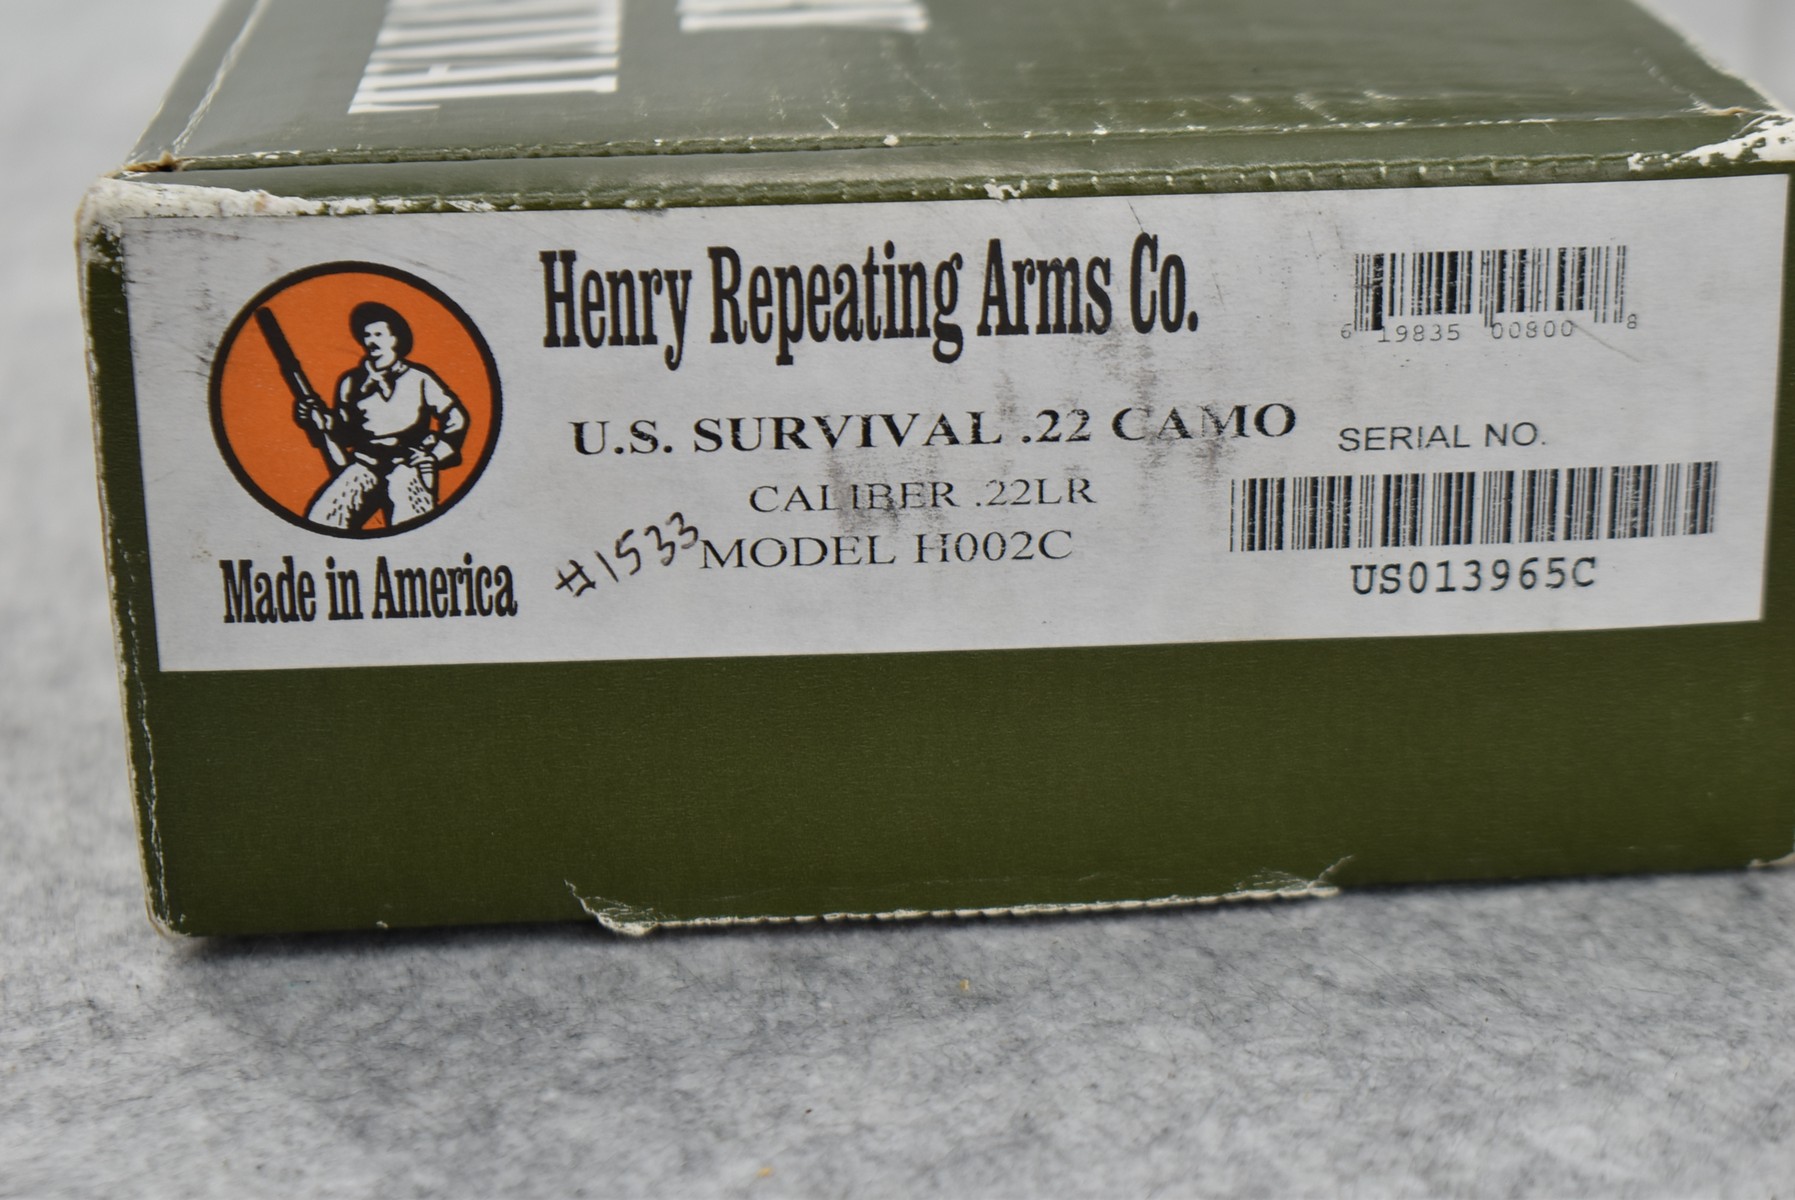 Henry Repeating Arms Co.
6 19835 00800 8
U.S. SURVIVAL .22 CAMO
SERIAL NO.
CALIBER .22LR
#1533
MODEL H002C
US013965C
Made in America